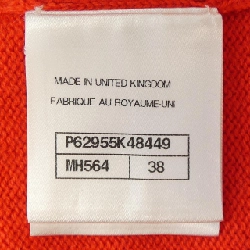 MADE IN UNITED KINGDOM
FABRIQUE AU ROYAUME-UNI
P62955K48449
MH564 38